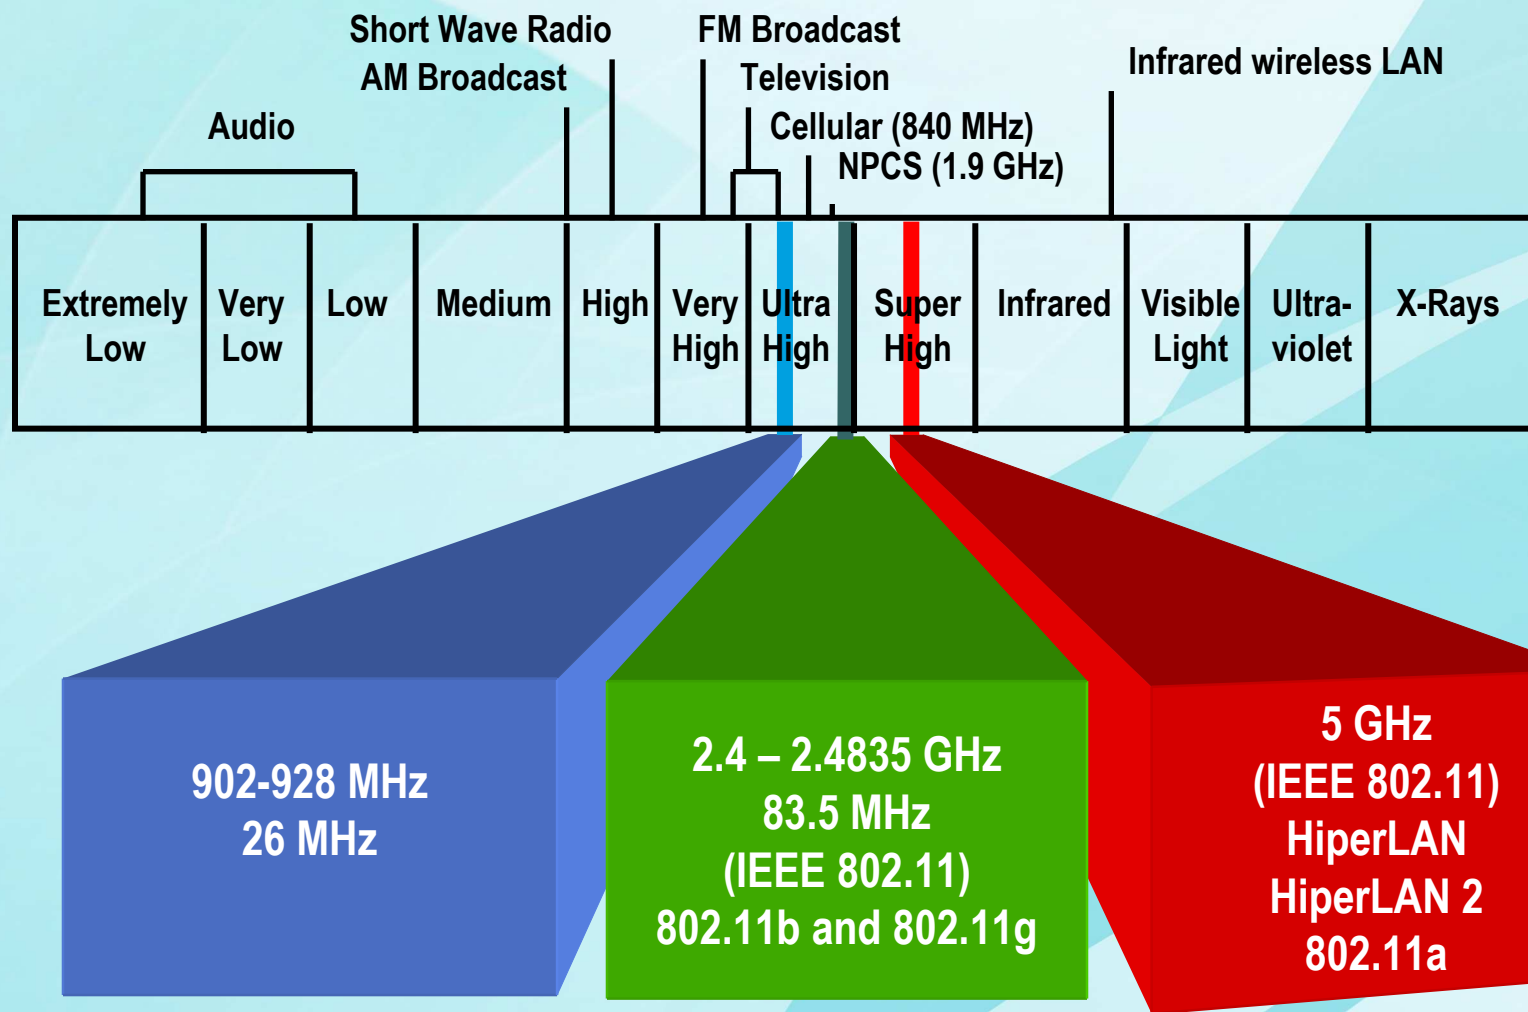 Short Wave Radio
FM Broadcast
AM Broadcast
Television
Infrared wireless LAN
Audio
Cellular (840 MHz)
NPCS (1.9 GHz)
Extremely
Low
Very
Low
Low
Medium
High
Very
High
Ultra
High
Super
High
Infrared
Visible
Light
Ultra-
violet
X-Rays
902-928 MHz
26 MHz
2.4 – 2.4835 GHz
83.5 MHz
(IEEE 802.11)
802.11b and 802.11g
5 GHz
(IEEE 802.11)
HiperLAN
HiperLAN 2
802.11a